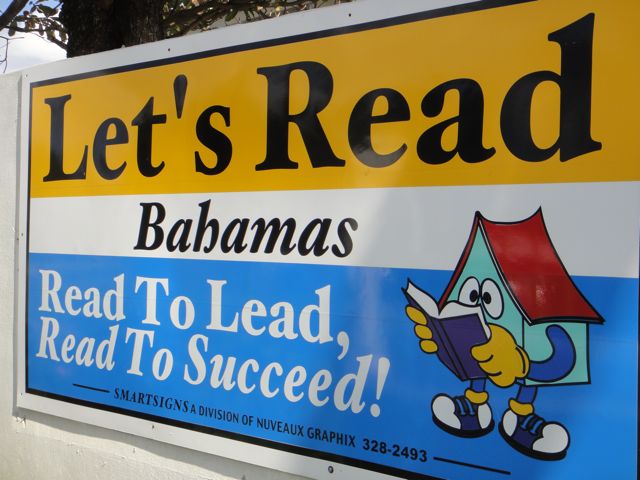 Let's Read
Bahamas
Read To Lead,
Read To Succeed!
SMARTSIGNS A DIVISION OF NUVEAUX GRAPHIX 328-2493